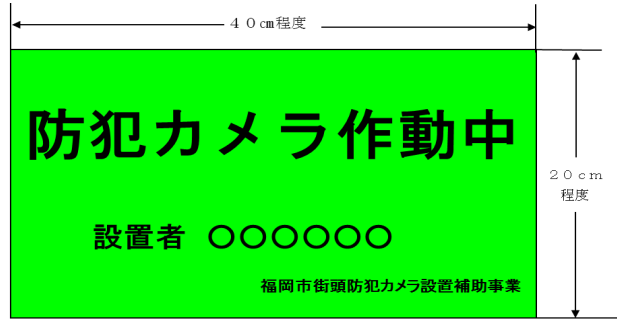 ４０㎝程度
防犯カメラ作動中
２０ｃｍ
程度
設置者 ○○○○○○
福岡市街頭防犯カメラ設置補助事業